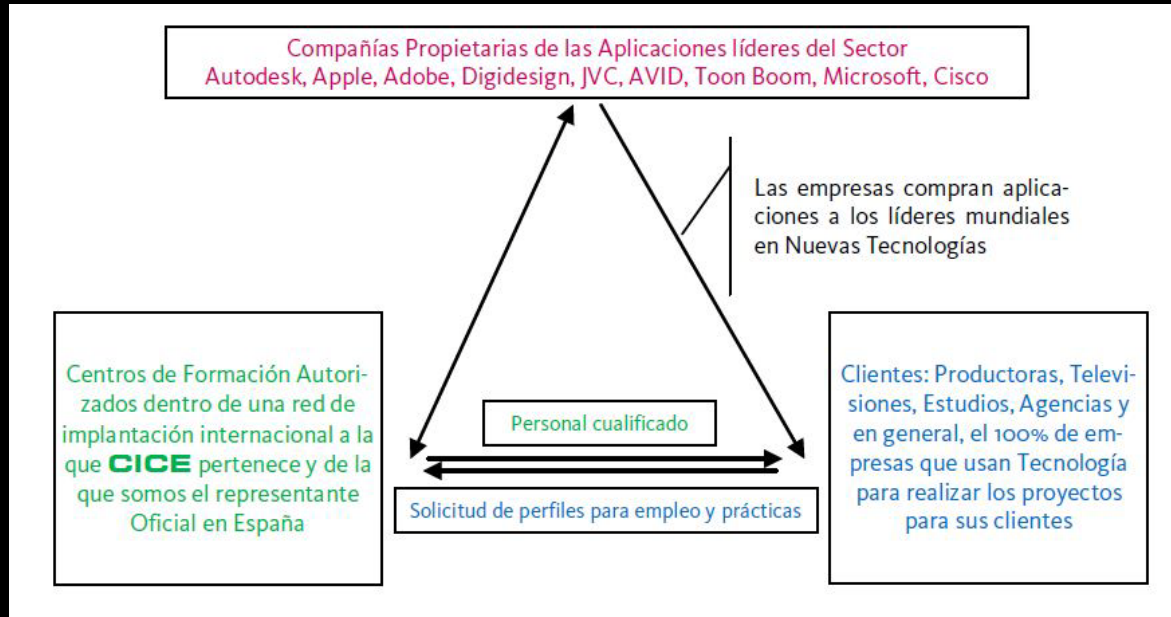 Compañías Propietarias de las Aplicaciones líderes del Sector
Autodesk, Apple, Adobe, Digidesign, JVC, AVID, Toon Boom, Microsoft, Cisco
Las empresas compran aplica-
ciones a los líderes mundiales
en Nuevas Tecnologías
Centros de Formación Autori-
zados dentro de una red de
implantación internacional a la
que CICE pertenece y de la
que somos el representante
Oficial en España
Personal cualificado
Solicitud de perfiles para empleo y prácticas
Clientes: Productoras, Televi-
siones, Estudios, Agencias y
en general, el 100% de em-
presas que usan Tecnología
para realizar los proyectos
para sus clientes